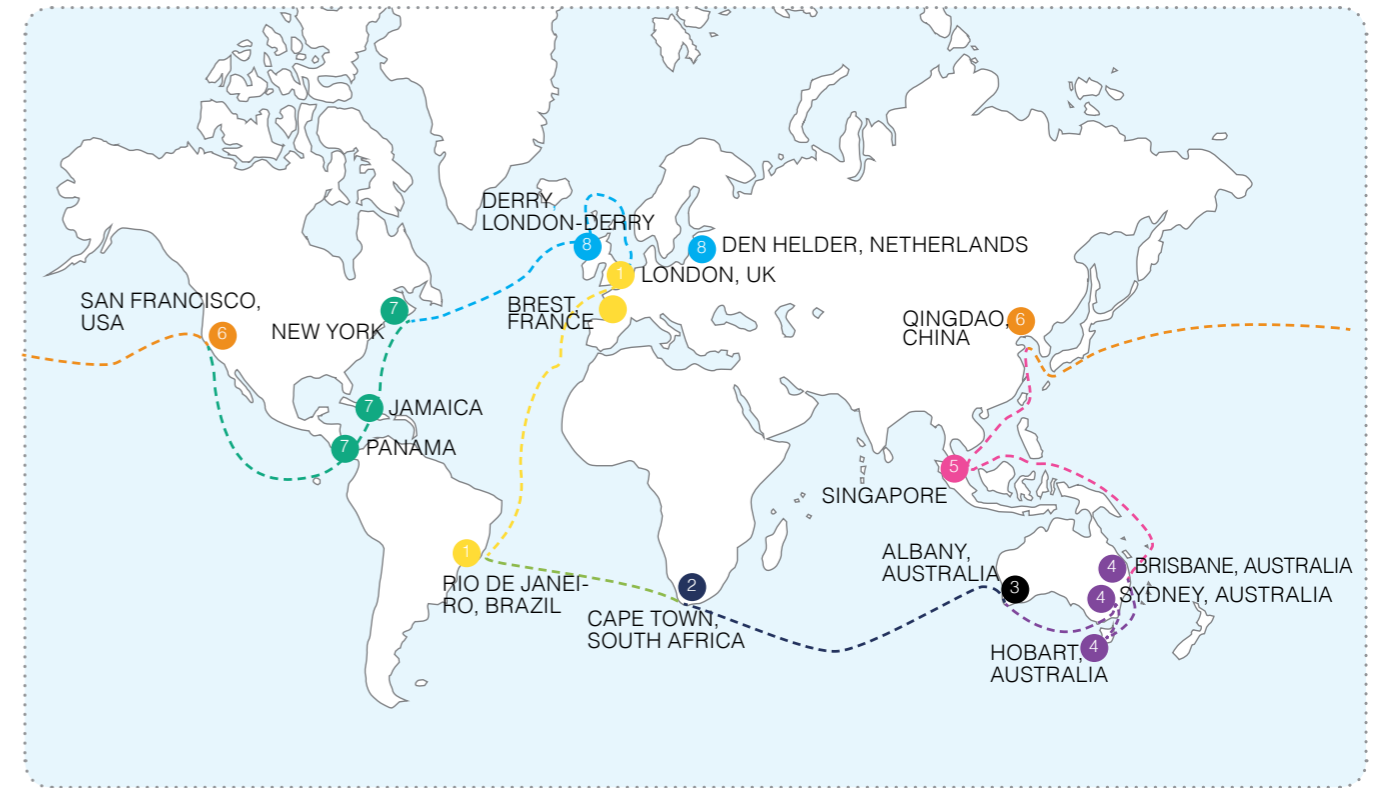 DERRY
LONDON-DERRY
8
8
DEN HELDER, NETHERLANDS
1
LONDON, UK
SAN FRANCISCO,
USA
6
7
NEW YORK
BREST,
FRANCE
QINGDAO,
CHINA
6
7
JAMAICA
7
PANAMA
5
SINGAPORE
1
RIO DE JANEI-
RO, BRAZIL
2
CAPE TOWN,
SOUTH AFRICA
ALBANY,
AUSTRALIA
3
4
BRISBANE, AUSTRALIA
4
SYDNEY, AUSTRALIA
HOBART,
AUSTRALIA
4